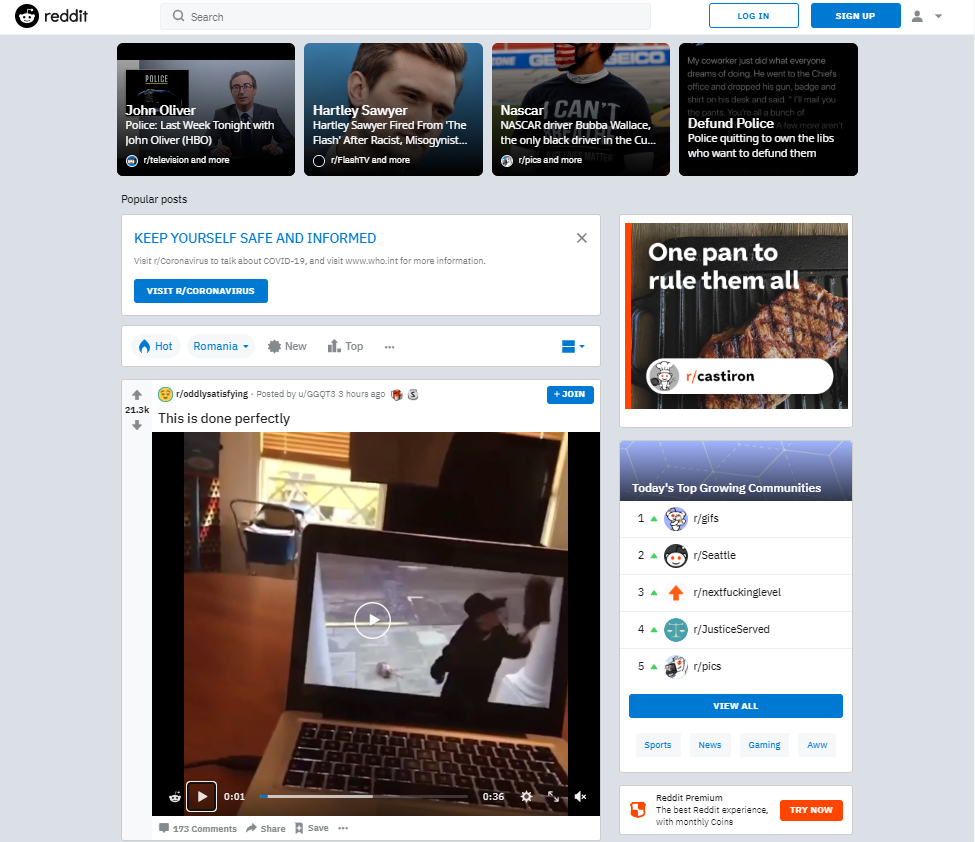 reddit
Search
LOG IN
SIGN UP
POLICE
John Oliver
Police: Last Week Tonight with
John Oliver (HBO)
r/television and more
Hartley Sawyer
Hartley Sawyer Fired From 'The
Flash' After Racist, Misogynist...
r/FlashTV and more
GEICO
I CAN'T
Nascar
NASCAR driver Bubba Wallace,
the only black driver in the Cu...
r/pics and more
My coworker just did what everyone
dreams of doing. He went to the Chiefs
office and dropped his gun, badge and
shirt on his desk and said. "I'll mail you
the pants. You're all a bunch of
A few more aren't
Defund Police
Police quitting to own the libs
who want to defund them
Popular posts
KEEP YOURSELF SAFE AND INFORMED
Visit r/Coronavirus to talk about COVID-19, and visit www.who.int for more information.
VISIT R/CORONAVIRUS
Hot
Romania
New
Top
...
21.3k
r/oddlysatisfying · Posted by u/GGQT3 3 hours ago
+ JOIN
This is done perfectly
0:01
0:36
173 Comments
Share
Save
...
One pan to
rule them all
r/castiron
Today's Top Growing Communities
1 r/gifs
2 r/Seattle
3 r/nextfuckinglevel
4 r/JusticeServed
5 r/pics
VIEW ALL
Sports
News
Gaming
Aww
Reddit Premium
The best Reddit experience,
with monthly Coins
TRY NOW